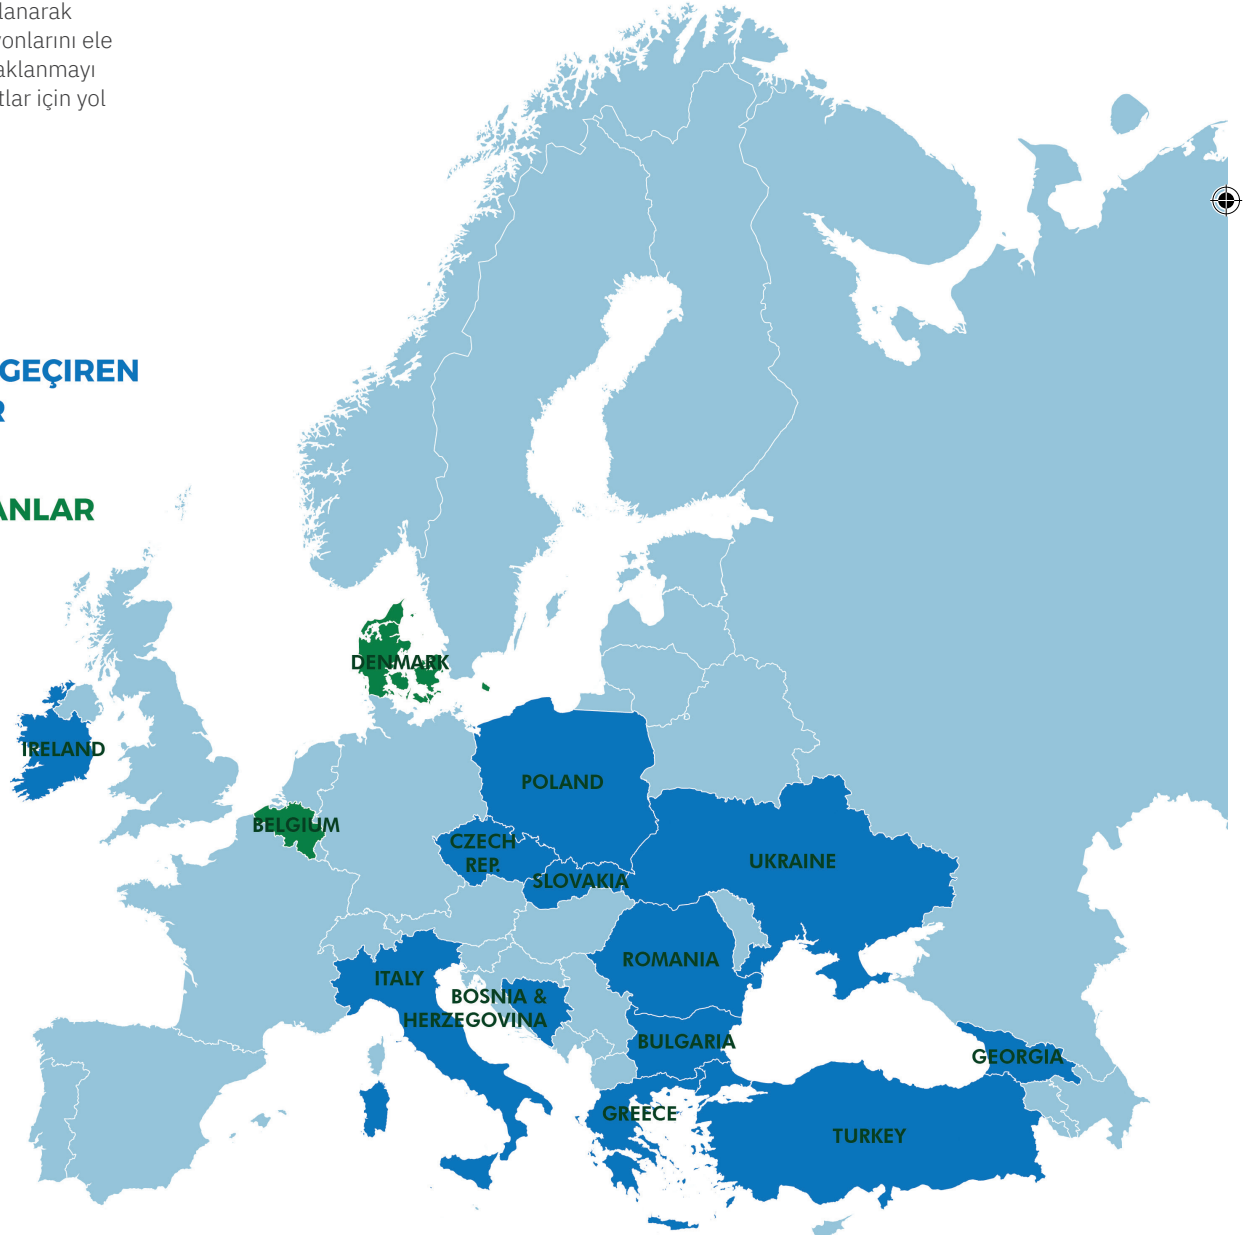 lanarak
onlarını ele
aklanmayı
tlar için yol
GEÇIREN
R
ANLAR
DENMARK
IRELAND
POLAND
BELGIUM
CZECH
REP.
UKRAINE
SLOVAKIA
ROMANIA
ITALY
BOSNIA &
HERZEGOVINA
BULGARIA
GEORGIA
GREECE
TURKEY